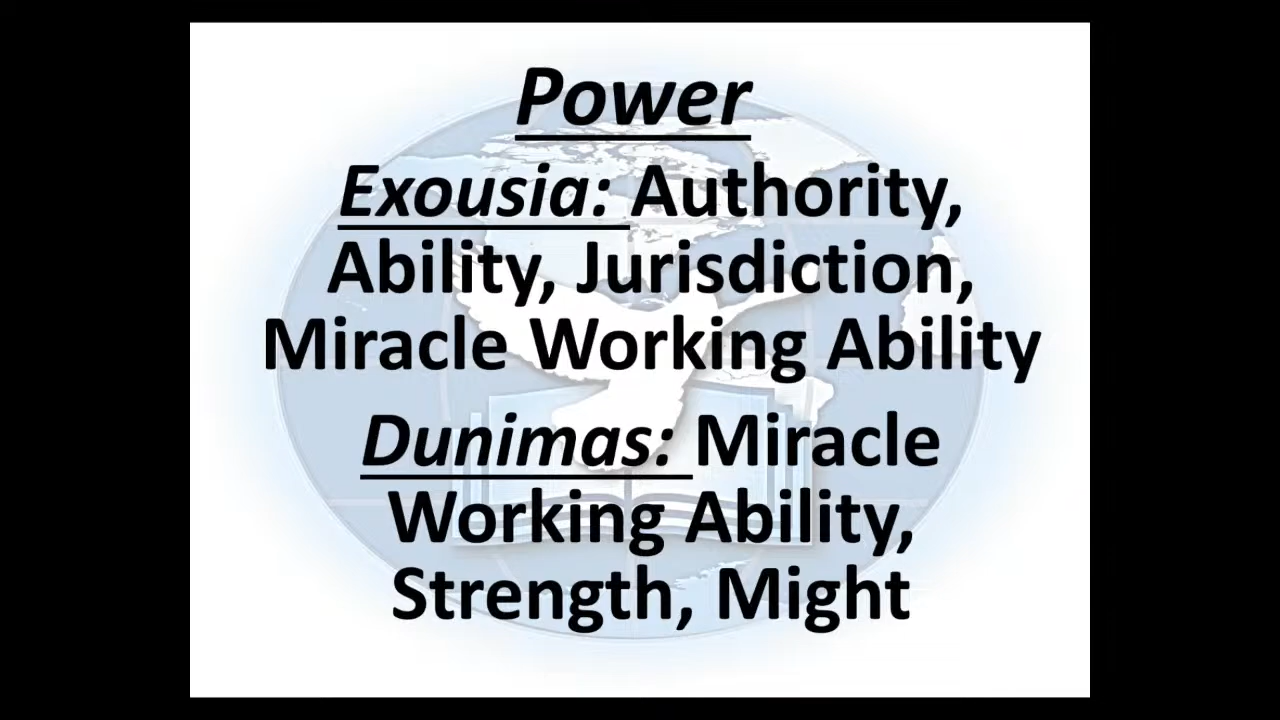 Power
Exousia: Authority,
Ability, Jurisdiction,
Miracle Working Ability
Dunimas: Miracle
Working Ability,
Strength, Might